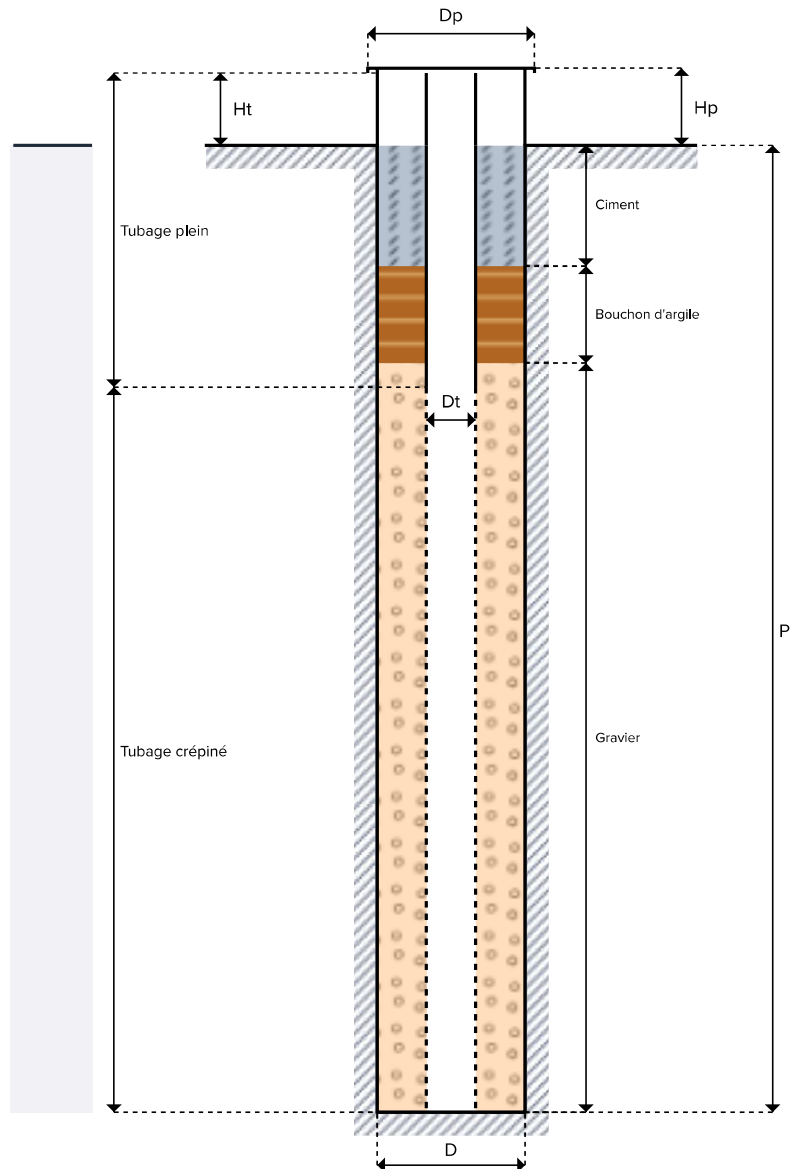 Dp
Ht
Hp
Ciment
Tubage plein
Bouchon d'argile
Dt
P
Gravier
Tubage crépiné
D